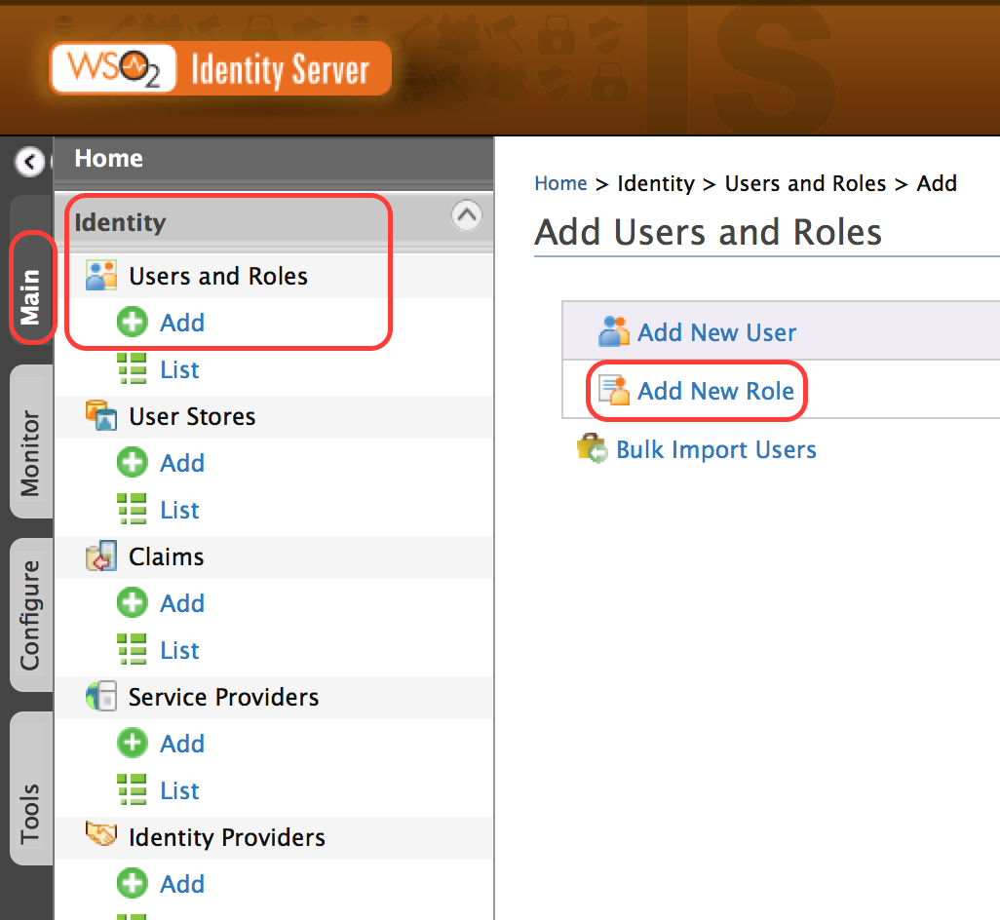 WSO2 Identity Server
IS
Home
Identity
Users and Roles
Add
List
User Stores
Add
List
Claims
Add
List
Service Providers
Add
List
Identity Providers
Add
Main
Monitor
Configure
Tools
Home > Identity > Users and Roles > Add
Add Users and Roles
Add New User
Add New Role
Bulk Import Users